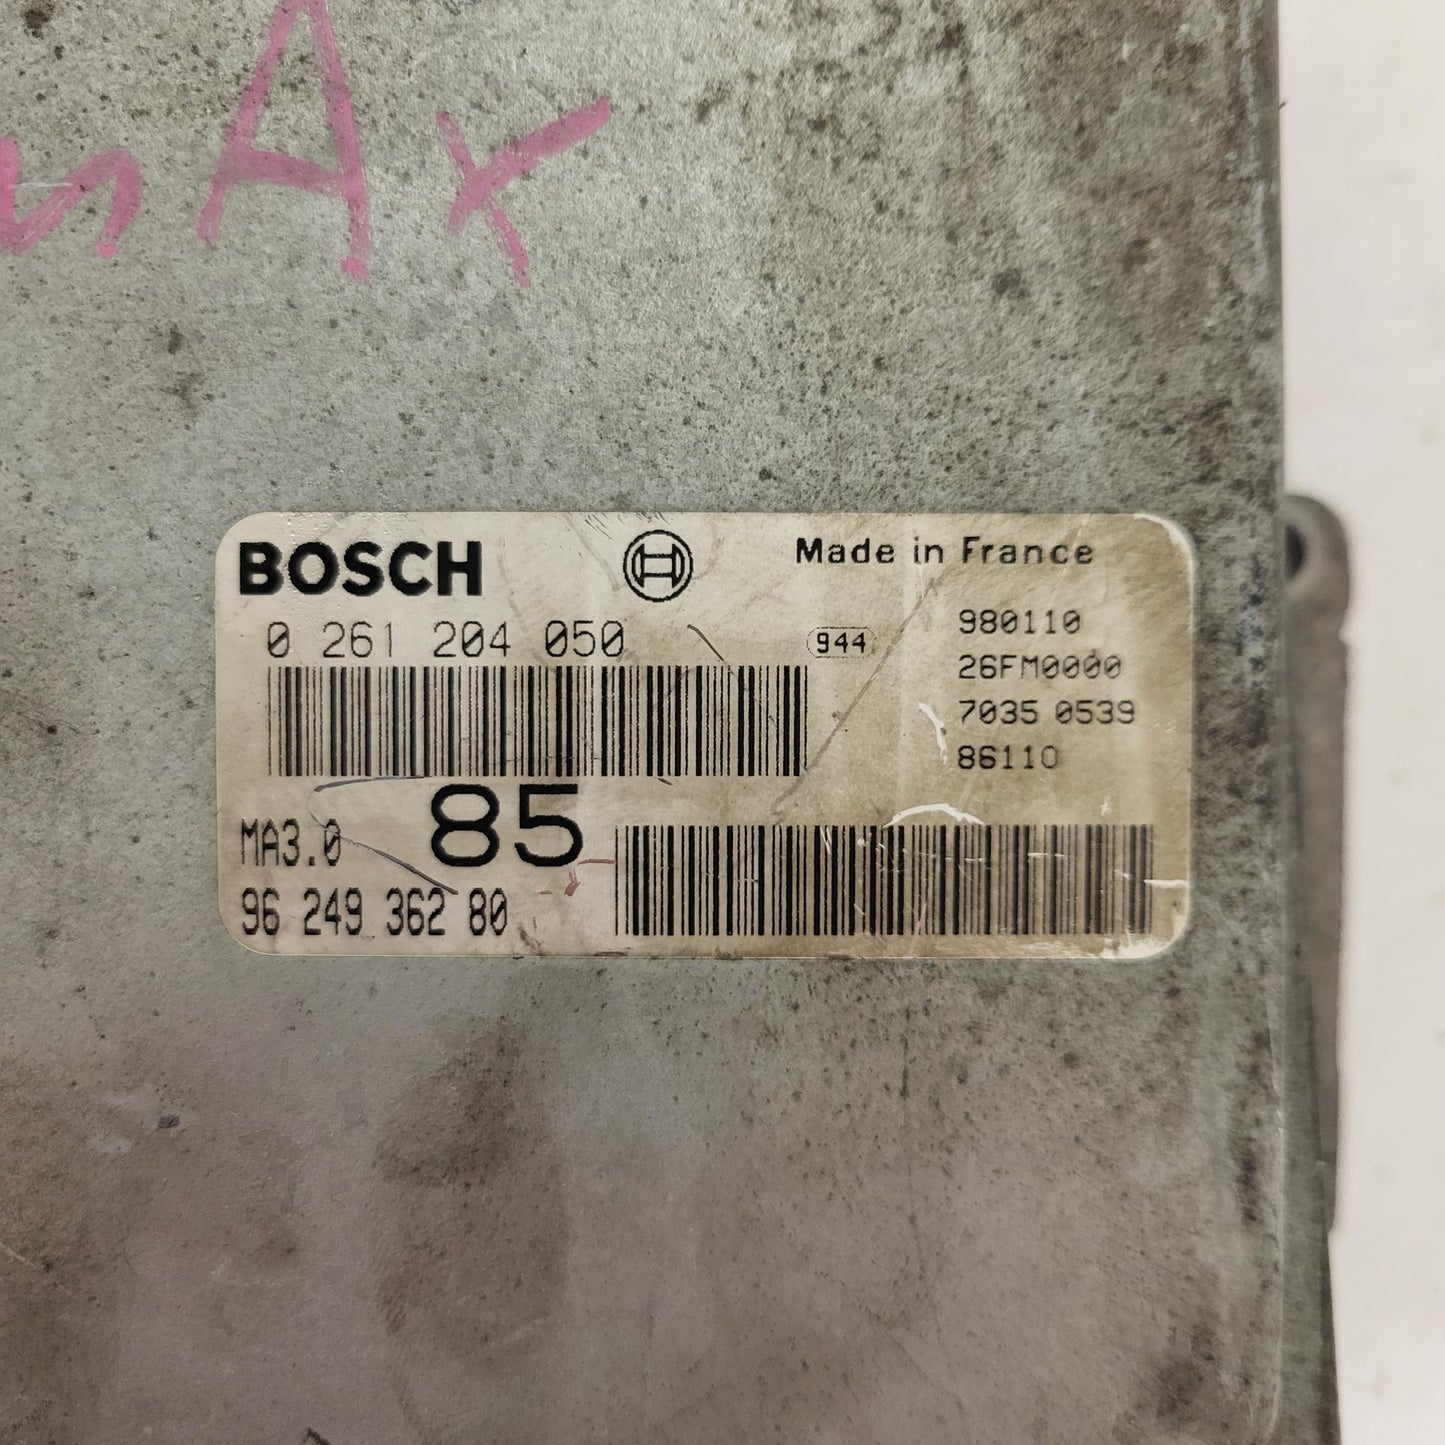 Ax
BOSCH
Made in France
0 261 204 050
944
980110
26FM0000
7035 0539
86110
MA3.0
85
96 249 362 80